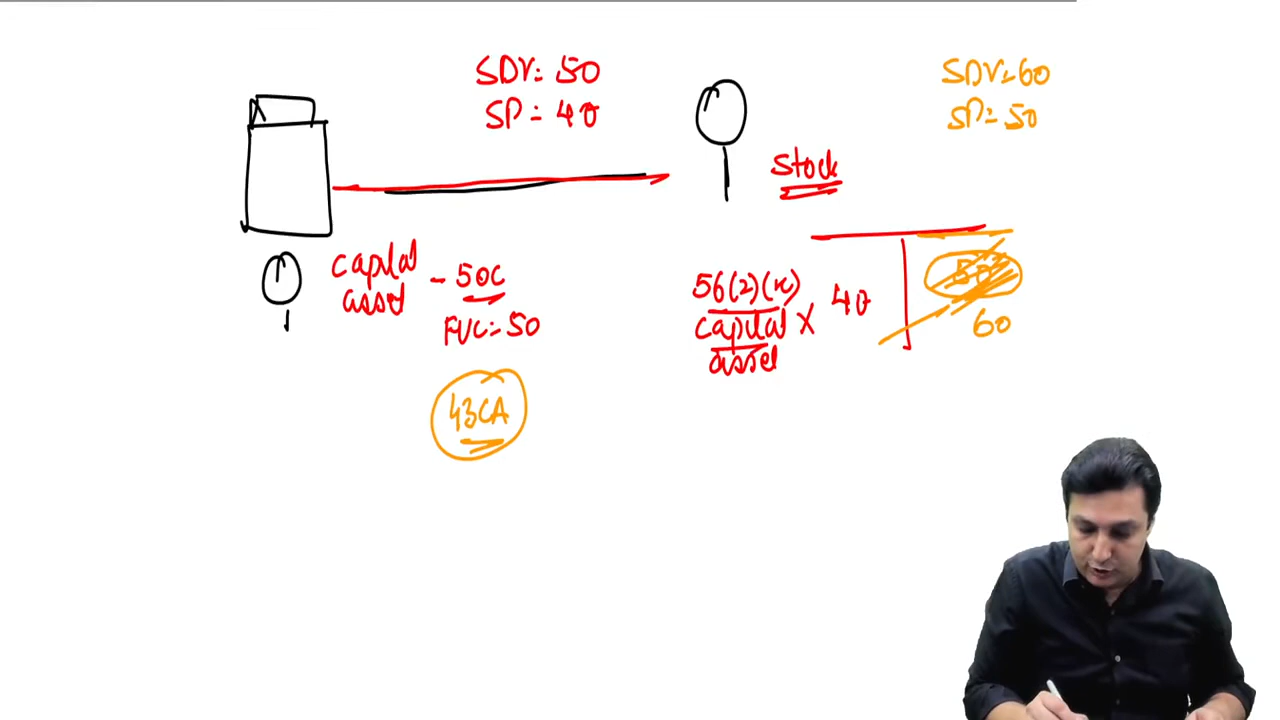 SDV = 50
SP = 40
SDV = 60
SP = 50
Stock
Capital asset - 50C
FVC = 50
56(2)(x)
Capital asset X
40
60
43CA